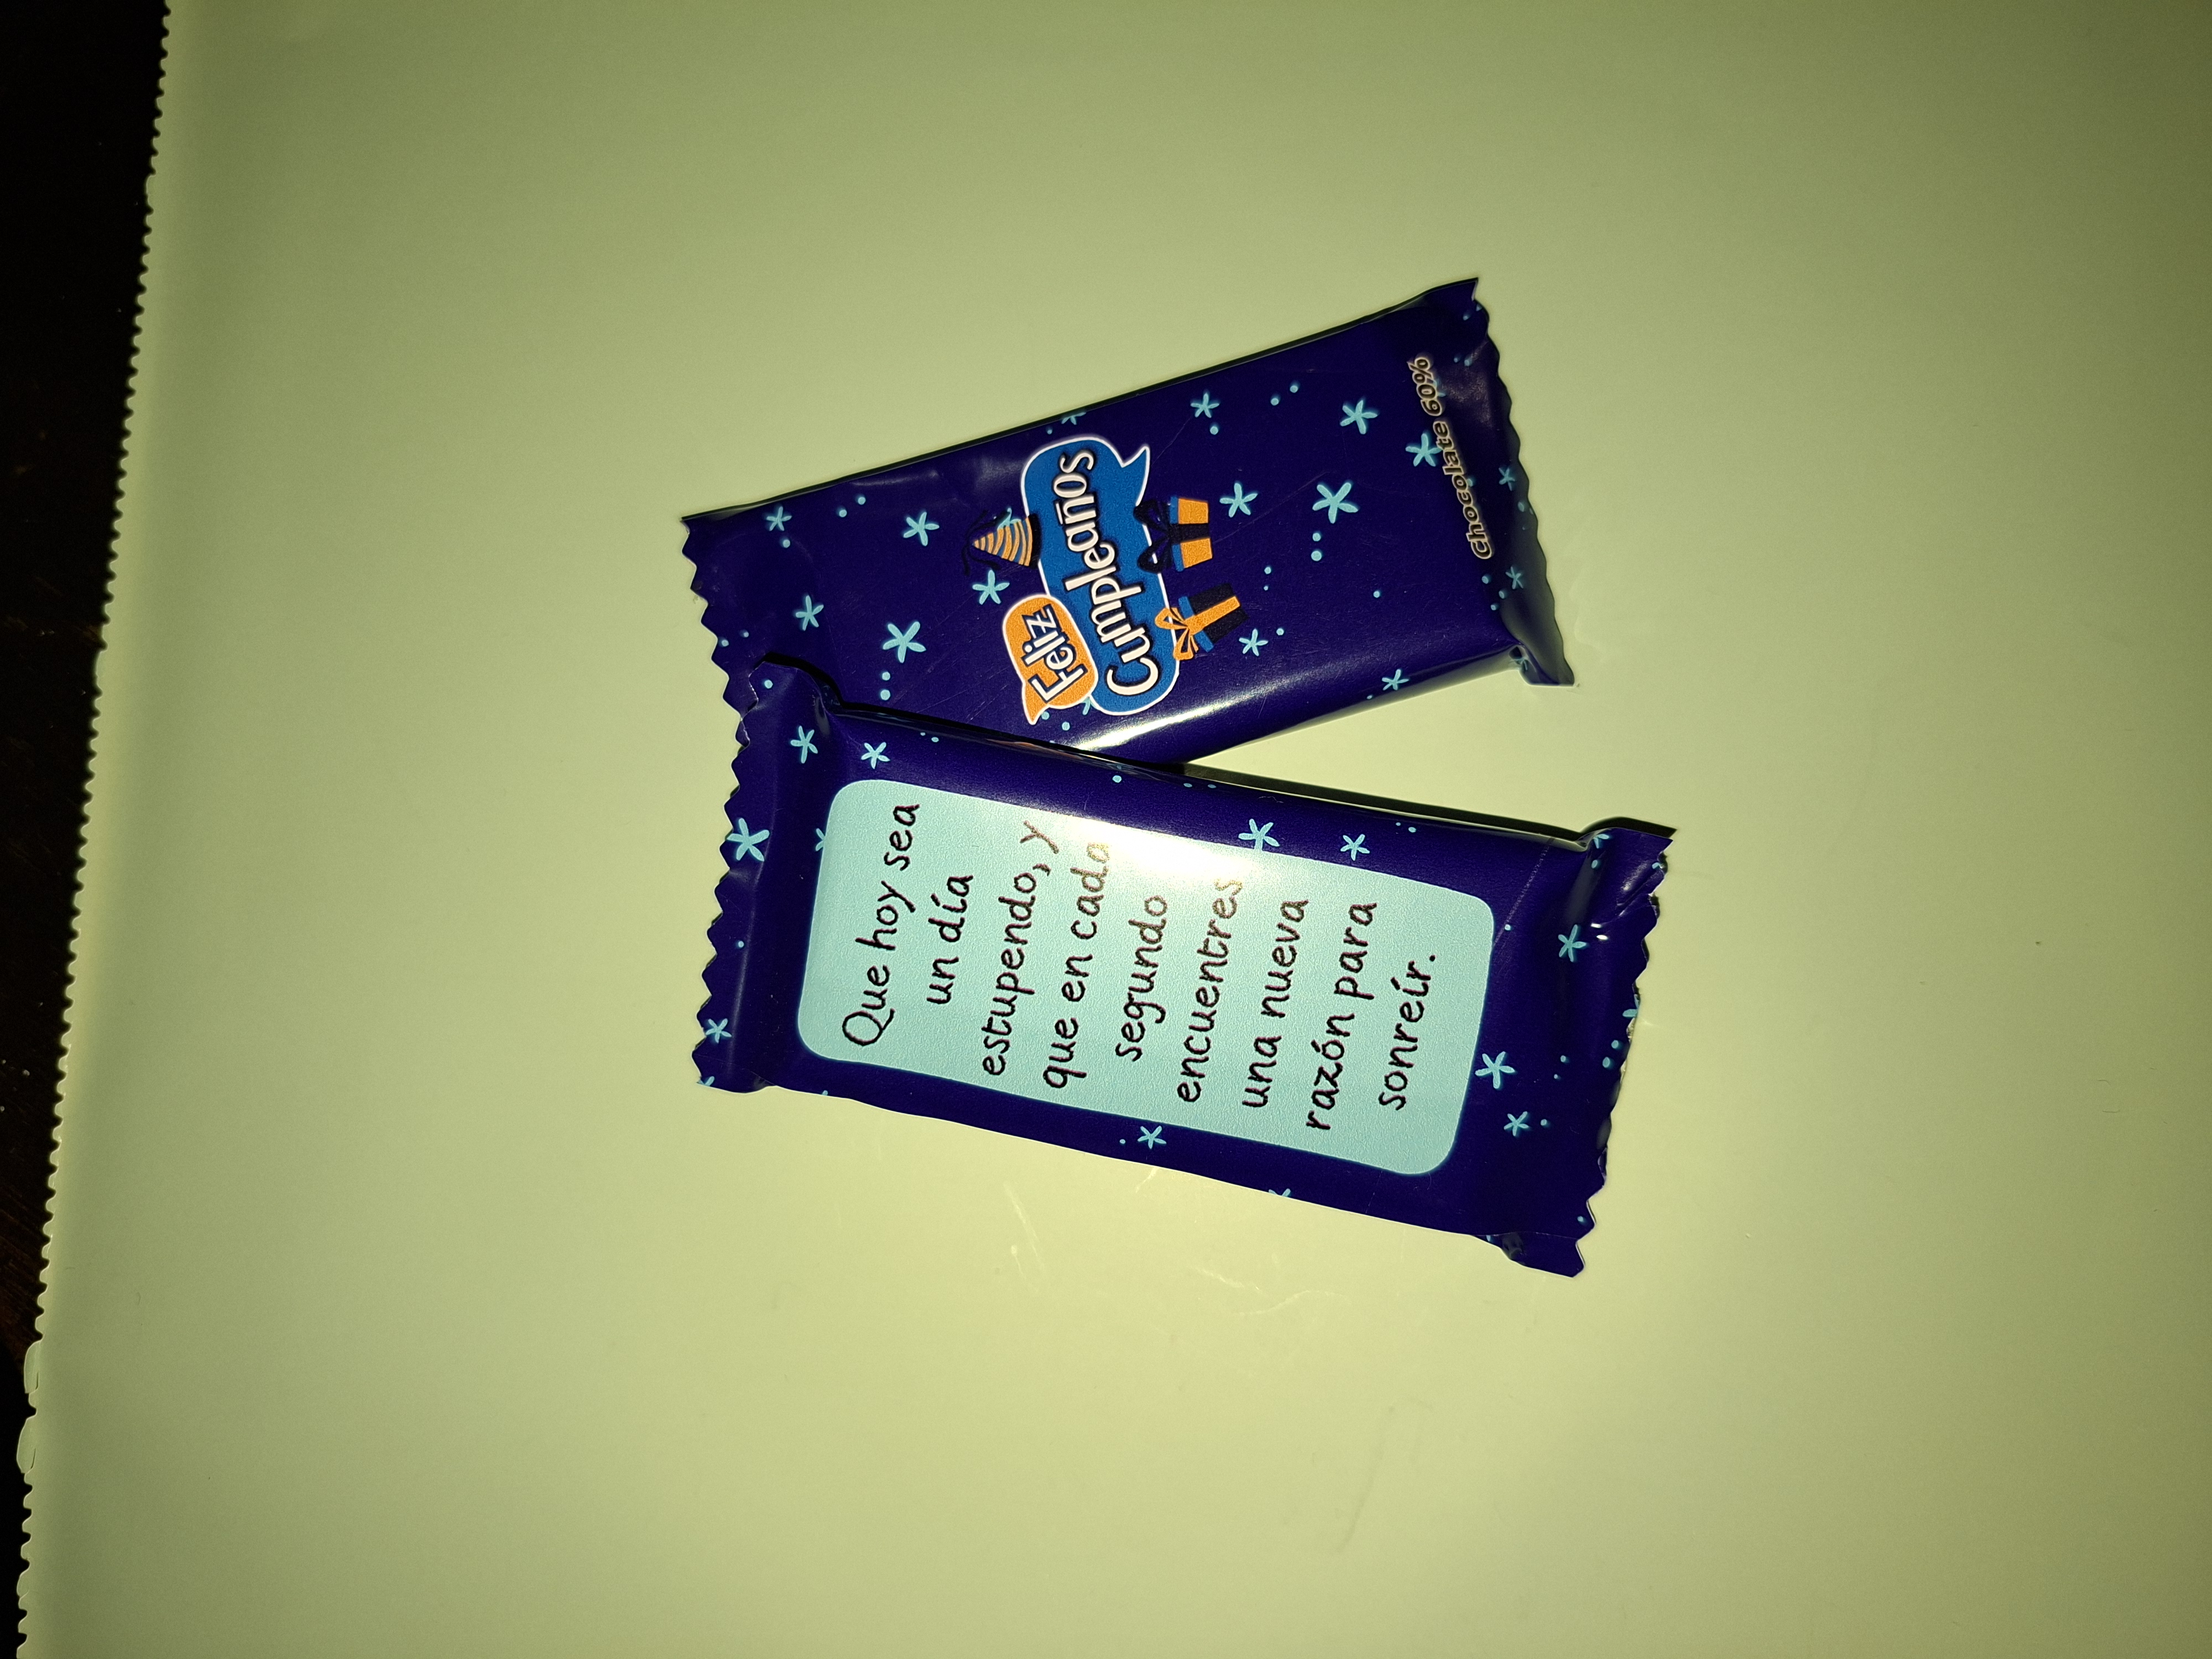 Feliz
Cumpleaños
Chocolate 60%
Que hoy sea
un día
estupendo, y
que en cada
segundo
encuentres
una nueva
razón para
sonreír.